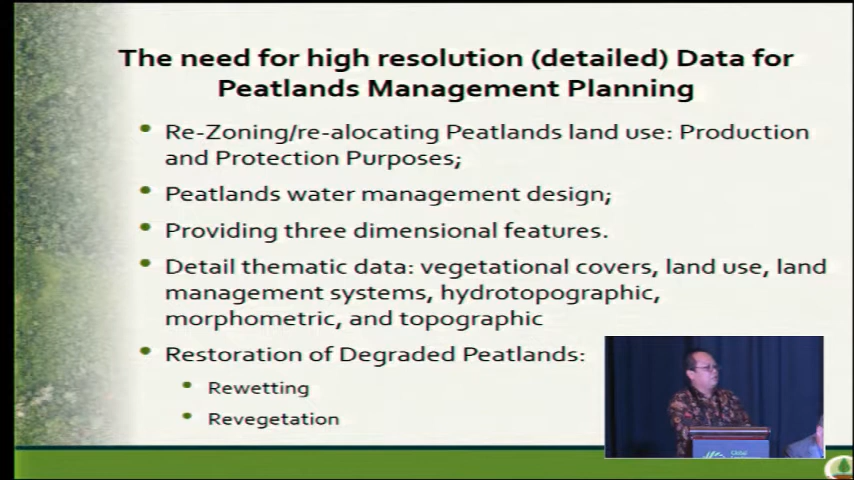 The need for high resolution (detailed) Data for
Peatlands Management Planning
• Re-Zoning/re-alocating Peatlands land use: Production
and Protection Purposes;
• Peatlands water management design;
• Providing three dimensional features.
• Detail thematic data: vegetational covers, land use, land
management systems, hydrotopographic,
morphometric, and topographic
• Restoration of Degraded Peatlands:
• Rewetting
• Revegetation
Global